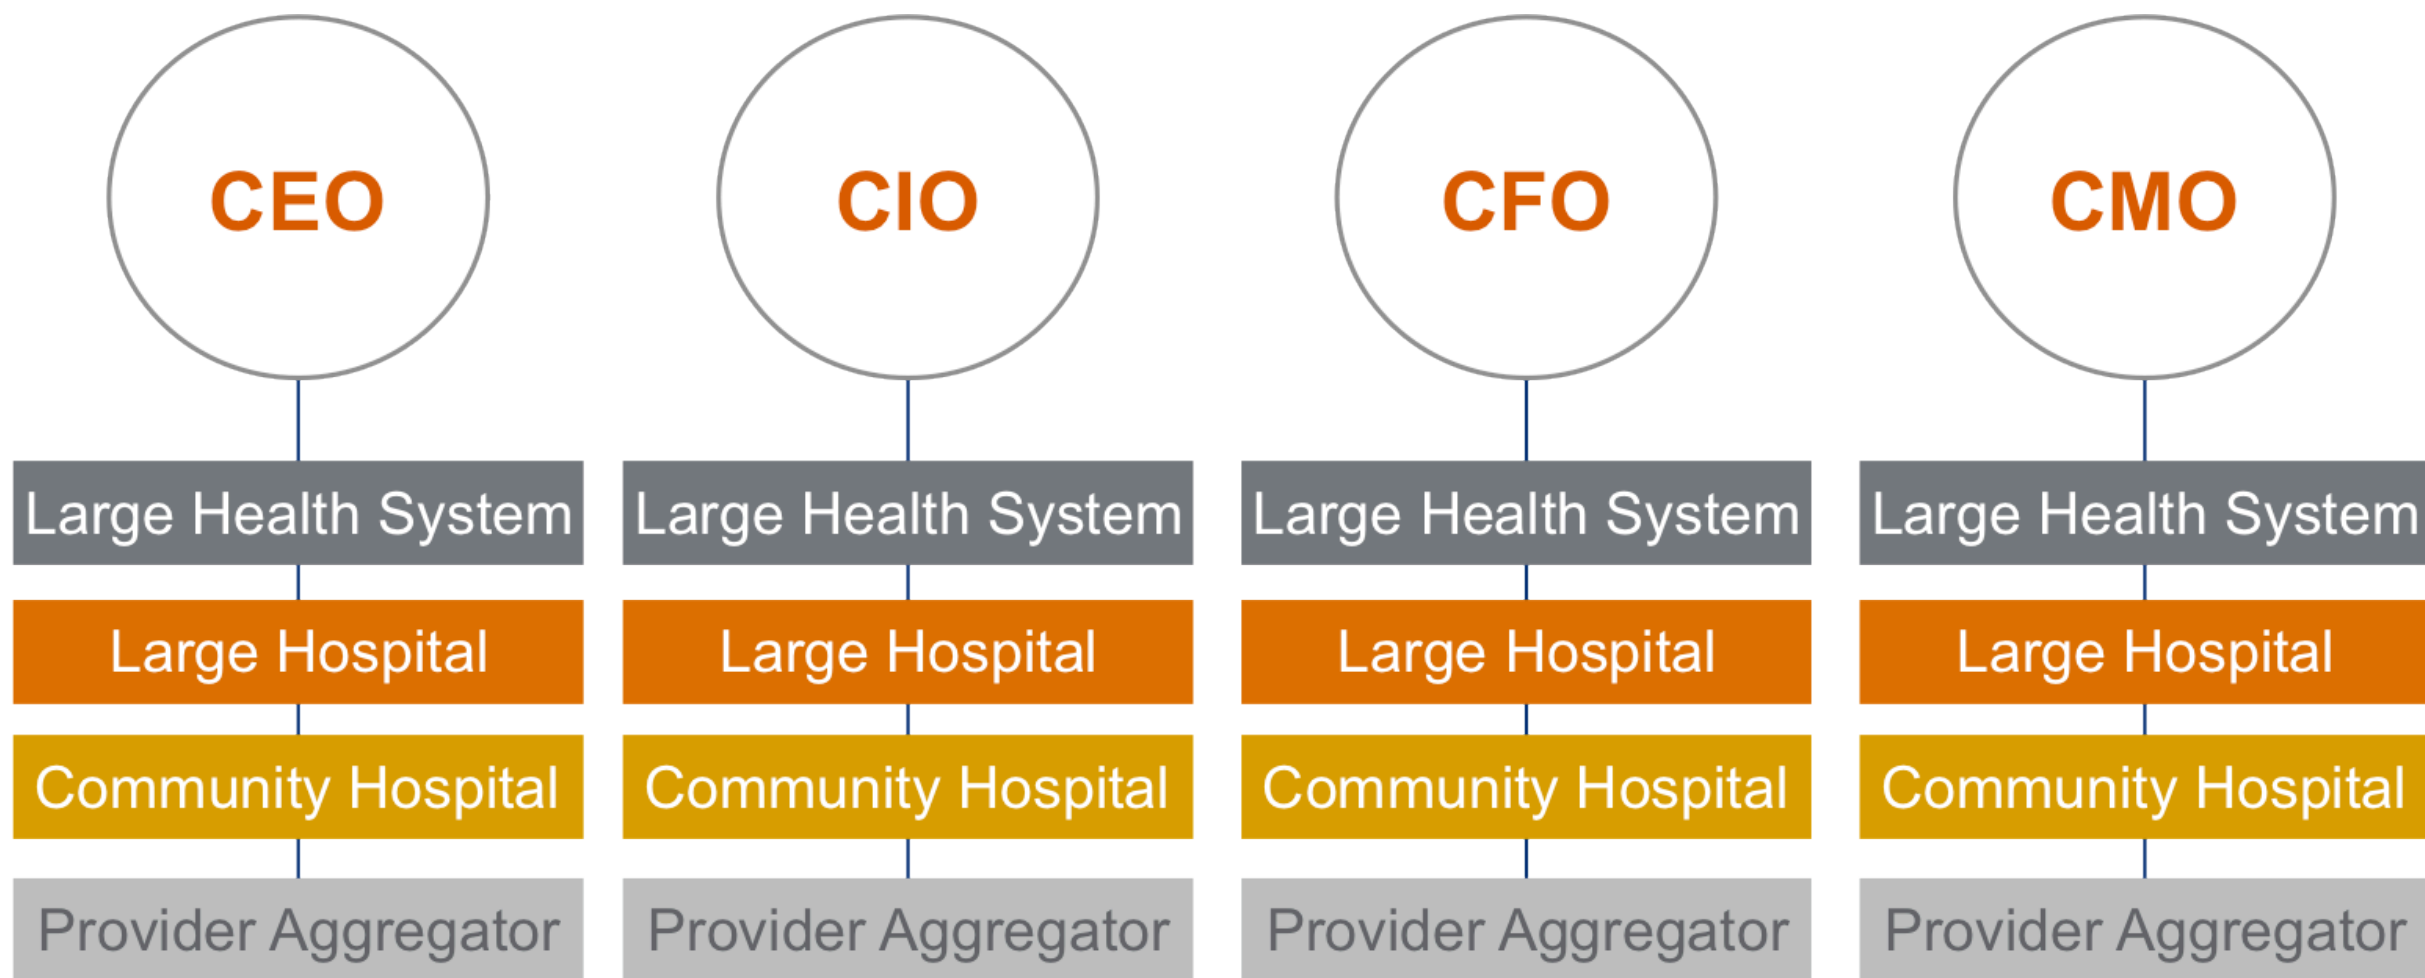 CEO
CIO
CFO
CMO
Large Health System
Large Health System
Large Health System
Large Health System
Large Hospital
Large Hospital
Large Hospital
Large Hospital
Community Hospital
Community Hospital
Community Hospital
Community Hospital
Provider Aggregator
Provider Aggregator
Provider Aggregator
Provider Aggregator